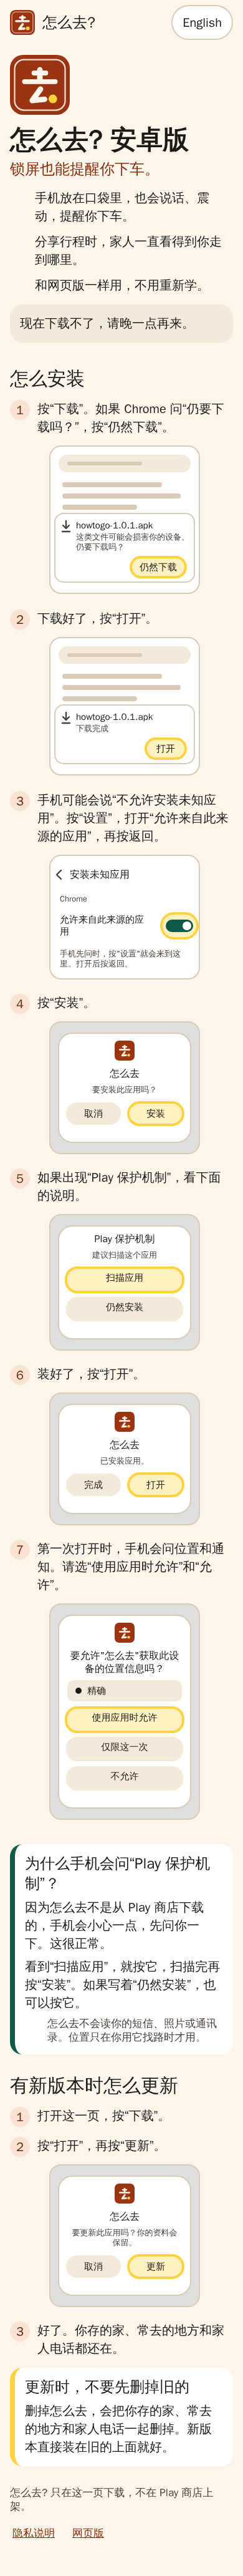 去
怎么去?
English
去
怎么去? 安卓版
锁屏也能提醒你下车。
手机放在口袋里，也会说话、震
动，提醒你下车。
分享行程时，家人一直看得到你走
到哪里。
和网页版一样用，不用重新学。
现在下载不了，请晚一点再来。
怎么安装
1 按“下载”。如果 Chrome 问“仍要下
载吗？”，按“仍然下载”。
howtogo-1.0.1.apk
这类文件可能会损害你的设备、
仍要下载吗？
仍然下载
2 下载好了，按“打开”。
howtogo-1.0.1.apk
下载完成
打开
3 手机可能会说“不允许安装未知应
用”。按“设置”，打开“允许来自此来
源的应用”，再按返回。
安装未知应用
Chrome
允许来自此来源的应
用
手机先问时，按“设置”就会来到这
里。打开后按返回。
4 按“安装”。
去
怎么去
要安装此应用吗？
取消
安装
5 如果出现“Play 保护机制”，看下面
的说明。
Play 保护机制
建议扫描这个应用
扫描应用
仍然安装
6 装好了，按“打开”。
去
怎么去
已安装应用。
完成
打开
7 第一次打开时，手机会问位置和通
知。请选“使用应用时允许”和“允
许”。
去
要允许“怎么去”获取此设
备的位置信息吗？
精确
使用应用时允许
仅限这一次
不允许
为什么手机会问“Play 保护机
制”？
因为怎么去不是从 Play 商店下载
的，手机会小心一点，先问你一
下。这很正常。
看到“扫描应用”，就按它，扫描完再
按“安装”。如果写着“仍然安装”，也
可以按它。
怎么去不会读你的短信、照片或通讯
录。位置只在你用它找路时才用。
有新版本时怎么更新
1 打开这一页，按“下载”。
2 按“打开”，再按“更新”。
去
怎么去
要更新此应用吗？你的资料会
保留。
取消
更新
3 好了。你存的家、常去的地方和家
人电话都还在。
更新时，不要先删掉旧的
删掉怎么去，会把你存的家、常去
的地方和家人电话一起删掉。新版
本直接装在旧的上面就好。
怎么去? 只在这一页下载，不在 Play 商店上
架。
隐私说明
网页版